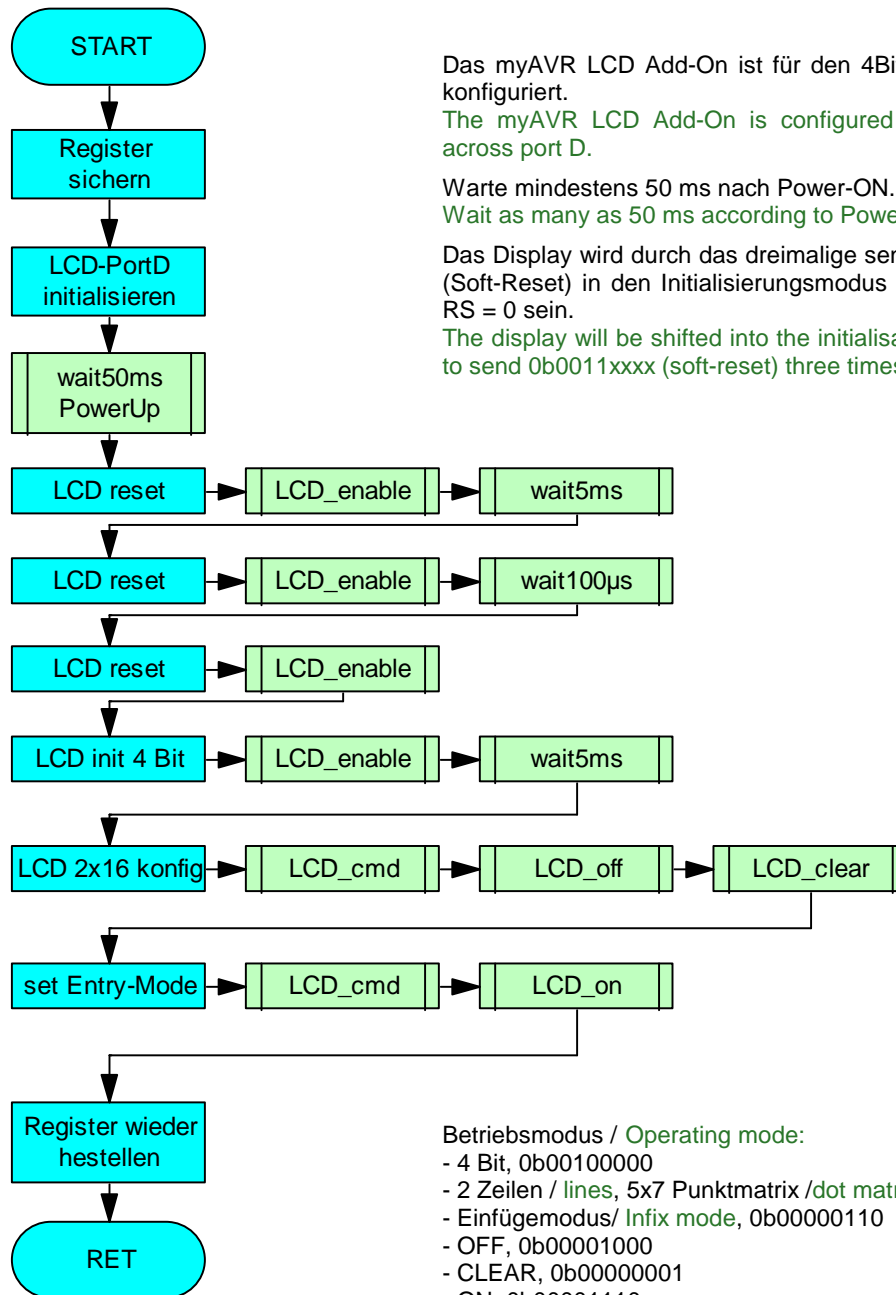 START
Register
sichern
LCD-PortD
initialisieren
wait50ms
PowerUp
Das myAVR LCD Add-On ist für den
konfiguriert.
The myAVR LCD Add-On is configured
across port D.
Warte mindestens 50 ms nach Power-ON.
Wait as many as 50 ms according to
Das Display wird durch das dreimalige
(Soft-Reset) in den Initialisierungsmodus
RS = 0 sein.
The display will be shifted into the
to send 0b0011xxxx (soft-reset) three
LCD reset
LCD_enable
wait5ms
LCD reset
LCD_enable
wait100µs
LCD reset
LCD_enable
LCD init 4 Bit
LCD_enable
wait5ms
LCD 2x16 konfig
LCD_cmd
LCD_off
LCD_clear
set Entry-Mode
LCD_cmd
LCD_on
Register wieder
hestellen
RET
Betriebsmodus / Operating mode:
- 4 Bit, 0b00100000
- 2 Zeilen / lines, 5x7 Punktmatrix /dot
- Einfügemodus/ Infix mode, 0b00000110
- OFF, 0b00001000
- CLEAR, 0b00000001